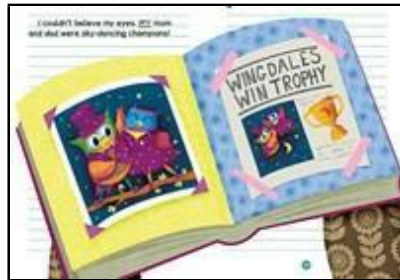 I couldn't believe my eyes. MY mum
and dad were sky-dancing champions!
WINGDALES
WIN TROPHY